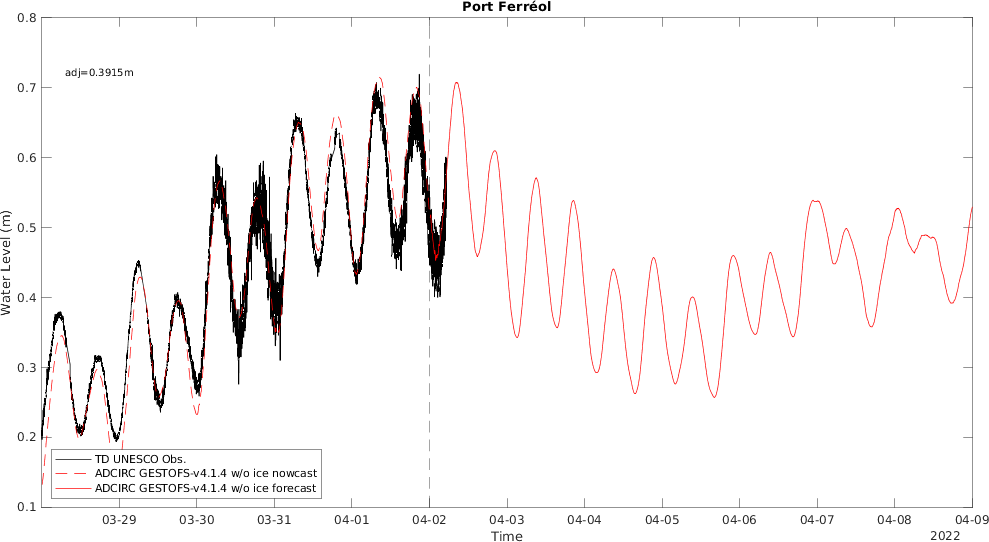 Port Ferréol
0.8
0.7
0.6
0.5
0.4
0.3
0.2
0.1
Water Level (m)
adj=0.3915m
TD UNESCO Obs.
ADCIRC GESTOFS-v4.1.4 w/o ice nowcast
ADCIRC GESTOFS-v4.1.4 w/o ice forecast
03-29 03-30 03-31 04-01 04-02 04-03 04-04 04-05 04-06 04-07 04-08 04-09
Time
2022